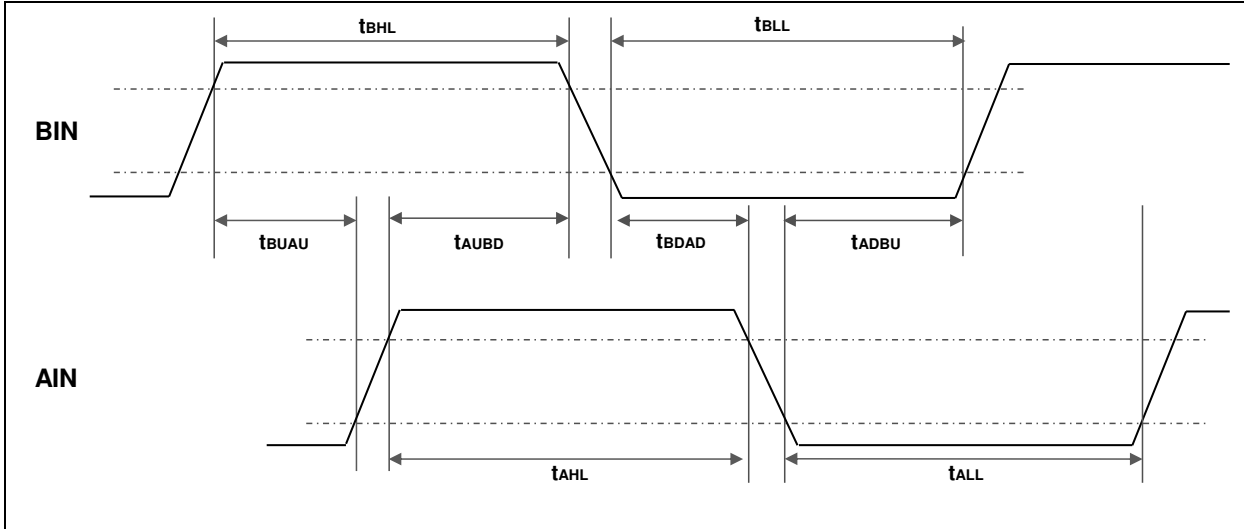 tBHL tBLL
BIN
tBUAU tAUBD tBDAD tADBU
AIN
tAHL tALL